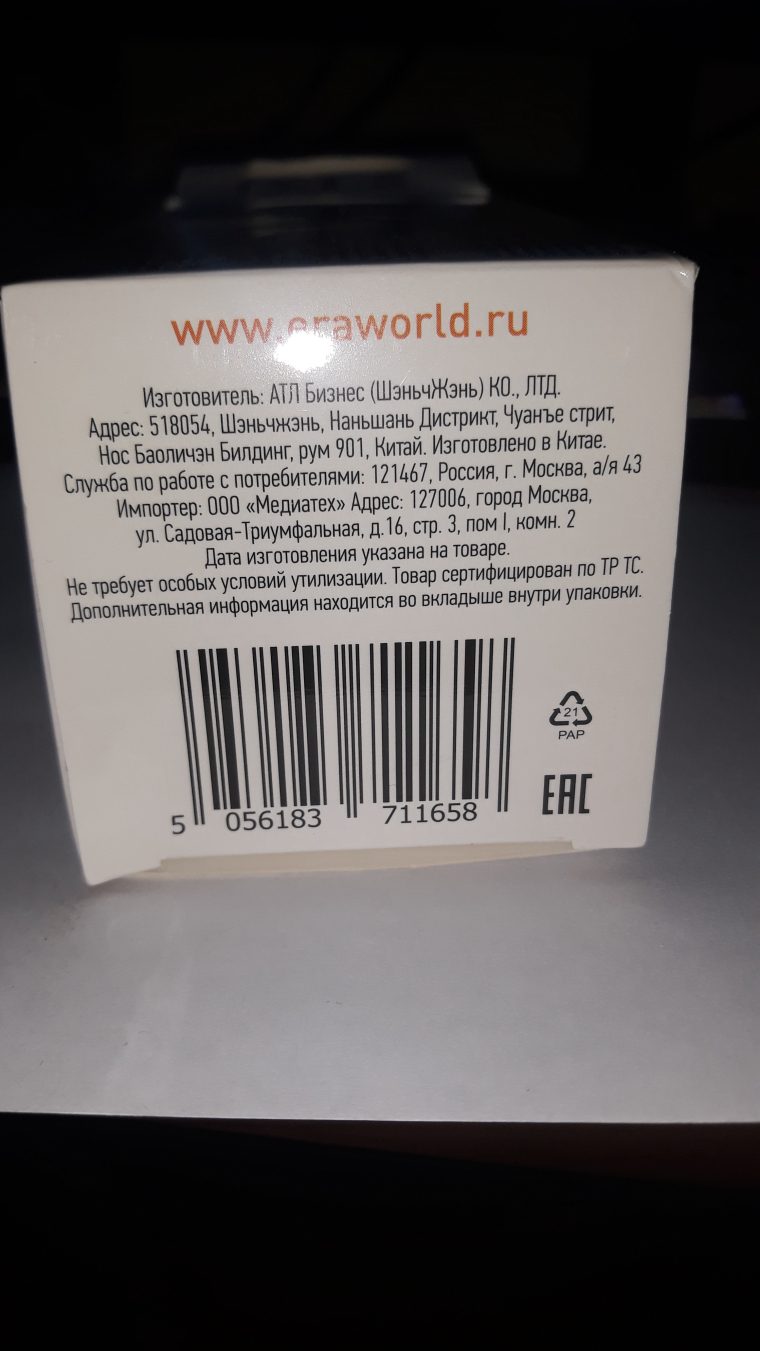 www.eraworld.ru
Изготовитель: АТЛ Бизнес (ШэньчЖэнь) КО., ЛТД.
Адрес: 518054, Шэньчжэнь, Наньшань Дистрикт, Чуанъе стрит,
Нос Баоличэн Билдинг, рум 901, Китай. Изготовлено в Китае.
Служба по работе с потребителями: 121467, Россия, г. Москва, а/я 43
Импортер: ООО «Медиатех» Адрес: 127006, город Москва,
ул. Садовая-Триумфальная, д.16, стр. 3, пом I, комн. 2
Дата изготовления указана на товаре.
Не требует особых условий утилизации. Товар сертифицирован по ТР ТС.
Дополнительная информация находится во вкладыше внутри упаковки.
21
PAP
EAC
5 056183 711658